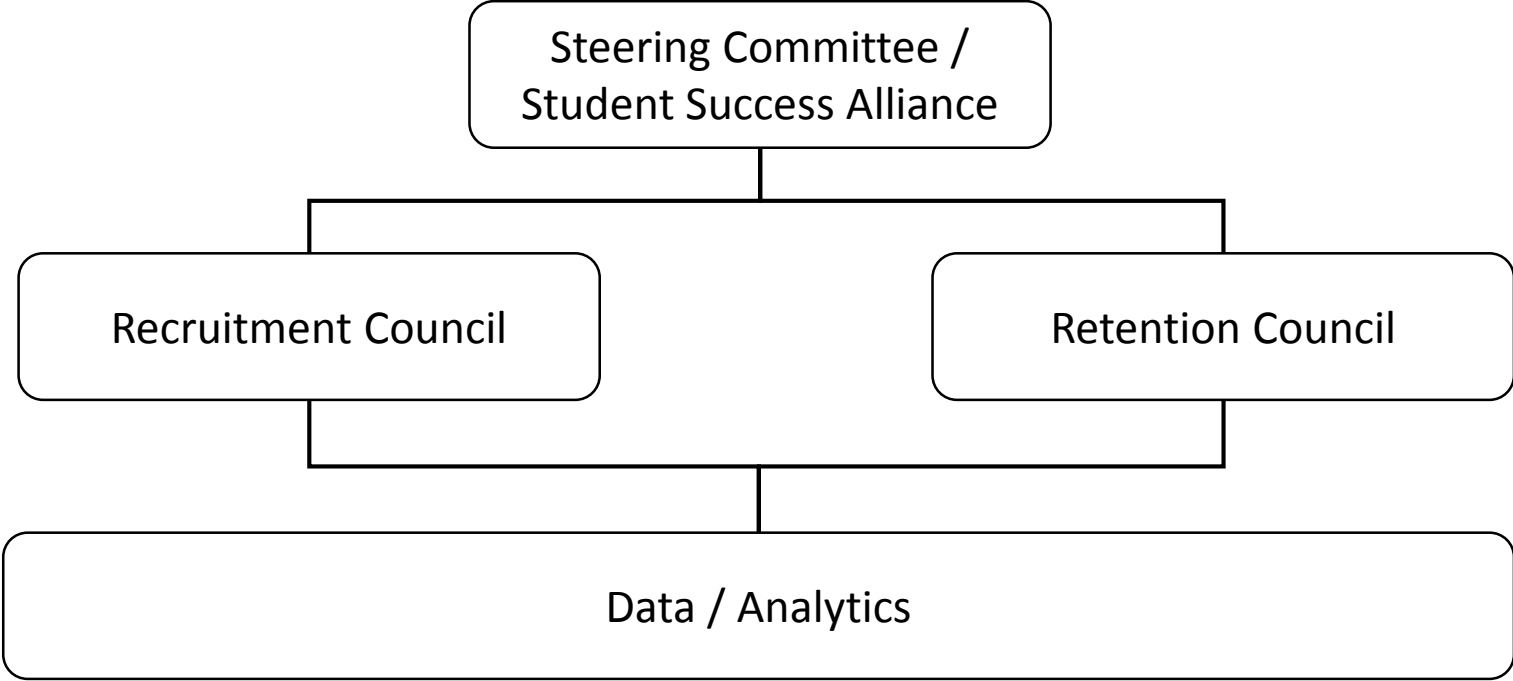 Steering Committee /
Student Success Alliance
Recruitment Council
Retention Council
Data / Analytics